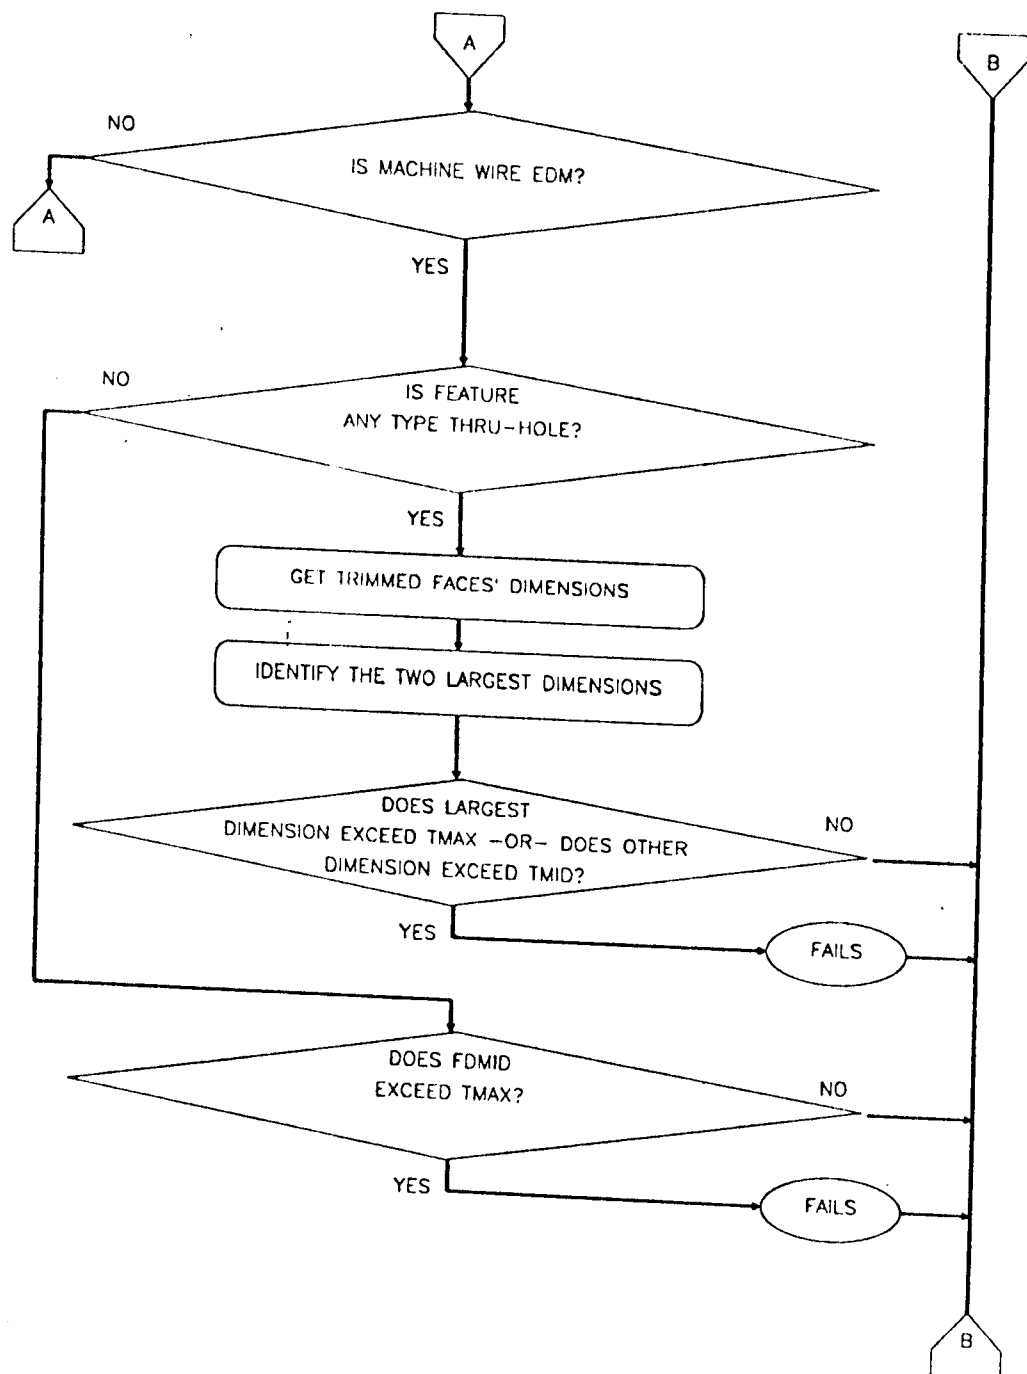 A
B
NO
IS MACHINE WIRE EDM?
A
YES
NO
IS FEATURE
ANY TYPE THRU-HOLE?
YES
GET TRIMMED FACES' DIMENSIONS
IDENTIFY THE TWO LARGEST DIMENSIONS
DOES LARGEST
DIMENSION EXCEED TMAX -OR- DOES OTHER
DIMENSION EXCEED TMID?
NO
YES
FAILS
DOES FDMID
EXCEED TMAX?
NO
YES
FAILS
B